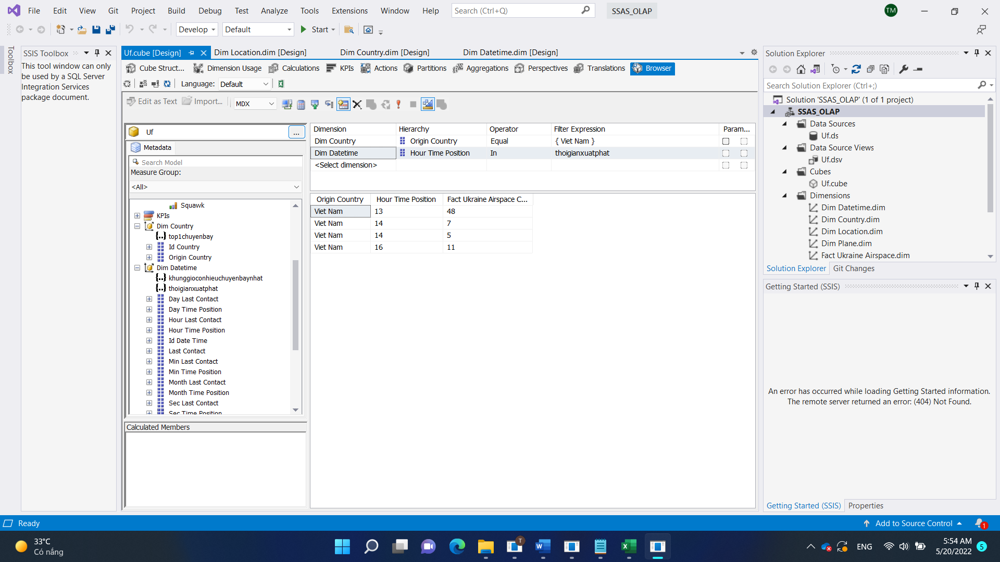 File Edit View Git Project Build Debug Test Analyze Tools Extensions Window Help Search (Ctrl+Q) SSAS_OLAP TM
Develop Default Start
Toolbox
SSIS Toolbox
This tool window can only
be used by a SQL Server
Integration Services
package document.
Uf.cube [Design] Dim Location.dim [Design] Dim Country.dim [Design] Dim Datetime.dim [Design]
Cube Struct... Dimension Usage Calculations KPIs Actions Partitions Aggregations Perspectives Translations Browser
Language: Default
Edit as Text Import... MDX
Uf ...
Metadata
Search Model
Measure Group:
<All>
Squawk
KPIs
Dim Country
top1chuyenbay
Id Country
Origin Country
Dim Datetime
khunggioconhieuchuyenbaynhat
thoigianxuatphat
Day Last Contact
Day Time Position
Hour Last Contact
Hour Time Position
Id Date Time
Last Contact
Min Last Contact
Min Time Position
Month Last Contact
Month Time Position
Sec Last Contact
Sec Time Position
Calculated Members
Dimension Hierarchy Operator Filter Expression Param...
Dim Country Origin Country Equal { Viet Nam }
Dim Datetime Hour Time Position In thoigianxuatphat
<Select dimension>
Origin Country Hour Time Position Fact Ukraine Airspace C...
Viet Nam 13 48
Viet Nam 14 7
Viet Nam 14 5
Viet Nam 16 11
Solution Explorer
Search Solution Explorer (Ctrl+;)
Solution 'SSAS_OLAP' (1 of 1 project)
SSAS_OLAP
Data Sources
Uf.ds
Data Source Views
Uf.dsv
Cubes
Uf.cube
Dimensions
Dim Datetime.dim
Dim Country.dim
Dim Location.dim
Dim Plane.dim
Fact Ukraine Airspace.dim
Solution Explorer Git Changes
Getting Started (SSIS)
An error has occurred while loading Getting Started information.
The remote server returned an error: (404) Not Found.
Getting Started (SSIS) Properties
Ready Add to Source Control 1
33°C
Có nắng
T
ENG
5:54 AM
5/20/2022
5